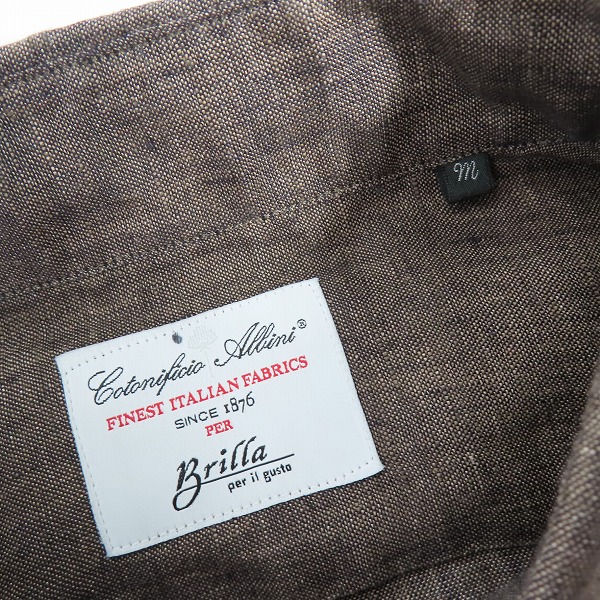 M
Cotonificio Albini®
FINEST ITALIAN FABRICS
SINCE 1876
PER
Brilla
per il gusto